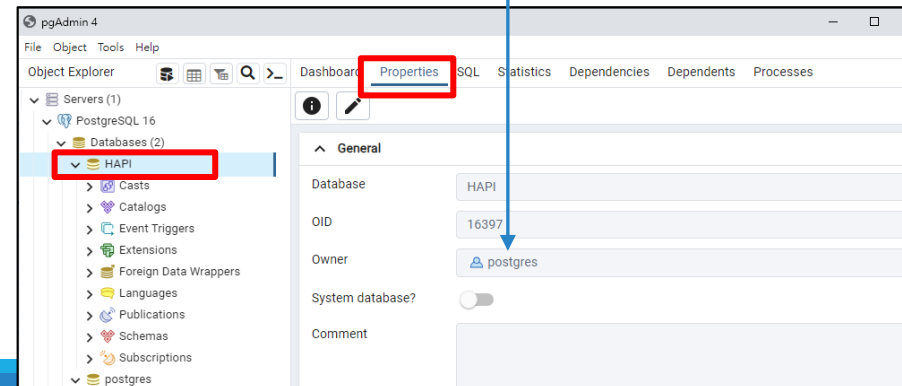 pgAdmin 4
File Object Tools Help
Object Explorer
Dashboard Properties SQL Statistics Dependencies Dependents Processes
Servers (1)
PostgreSQL 16
Databases (2)
HAPI
Casts
Catalogs
Event Triggers
Extensions
Foreign Data Wrappers
Languages
Publications
Schemas
Subscriptions
postgres
General
Database HAPI
OID 16397
Owner postgres
System database?
Comment